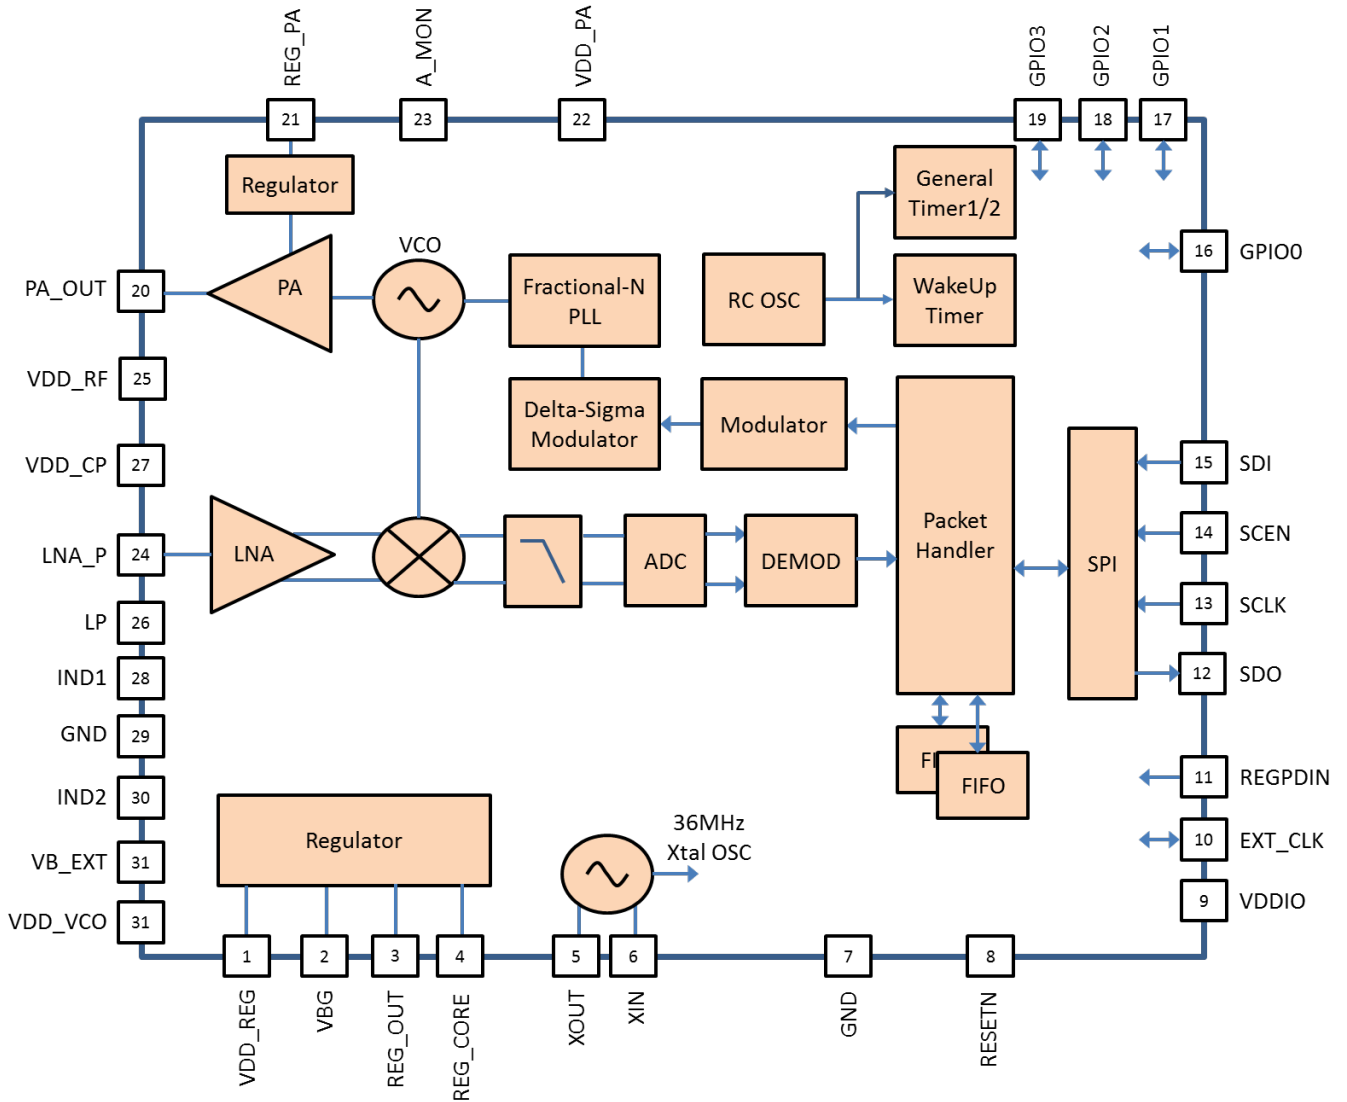 REG_PA
A_MON
VDD_PA
GPIO3
GPIO2
GPIO1
21
23
22
19
18
17
Regulator
General
Timer1/2
VCO
16
GPIO0
PA_OUT
20
PA
Fractional-N
PLL
RC OSC
WakeUp
Timer
VDD_RF
25
Delta-Sigma
Modulator
Modulator
VDD_CP
27
15
SDI
LNA_P
24
LNA
ADC
DEMOD
Packet
Handler
SPI
14
SCEN
13
SCLK
LP
26
12
SDO
IND1
28
GND
29
FI
FIFO
11
REGPDIN
IND2
30
Regulator
36MHz
Xtal OSC
10
EXT_CLK
VB_EXT
31
9
VDDIO
VDD_VCO
31
1
2
3
4
5
6
7
8
VDD_REG
VBG
REG_OUT
REG_CORE
XOUT
XIN
GND
RESETN